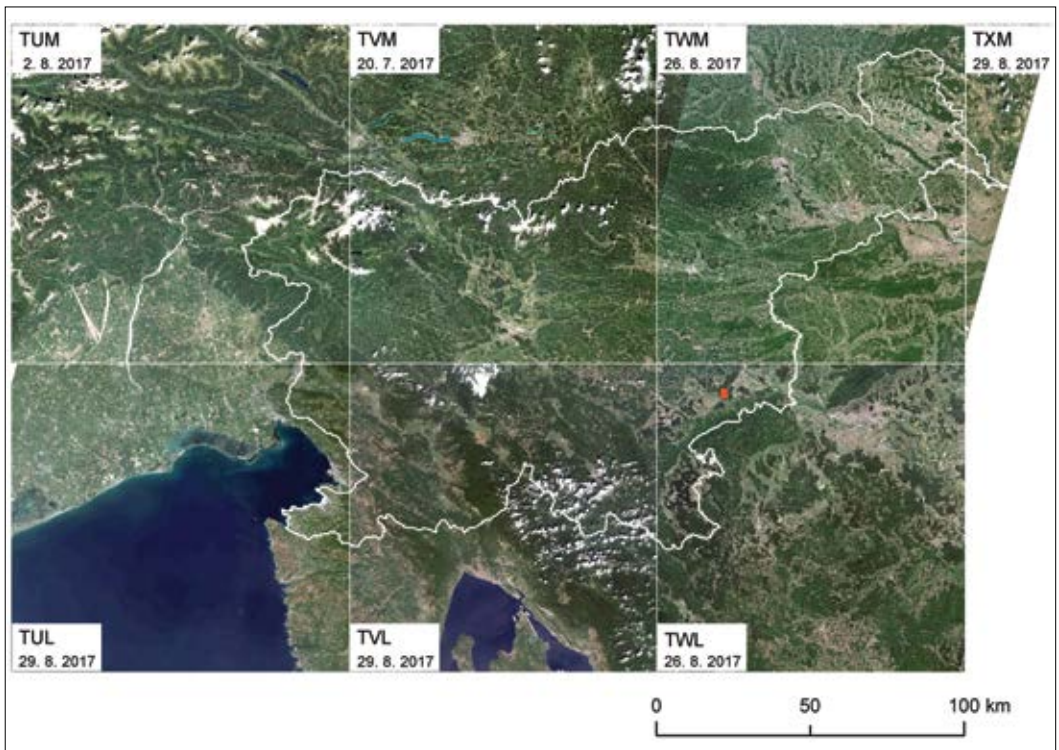 TUM
2. 8. 2017
TVM
20. 7. 2017
TWM
26. 8. 2017
TXM
29. 8. 2017
TUL
29. 8. 2017
TVL
29. 8. 2017
TWL
26. 8. 2017
0 50 100 km